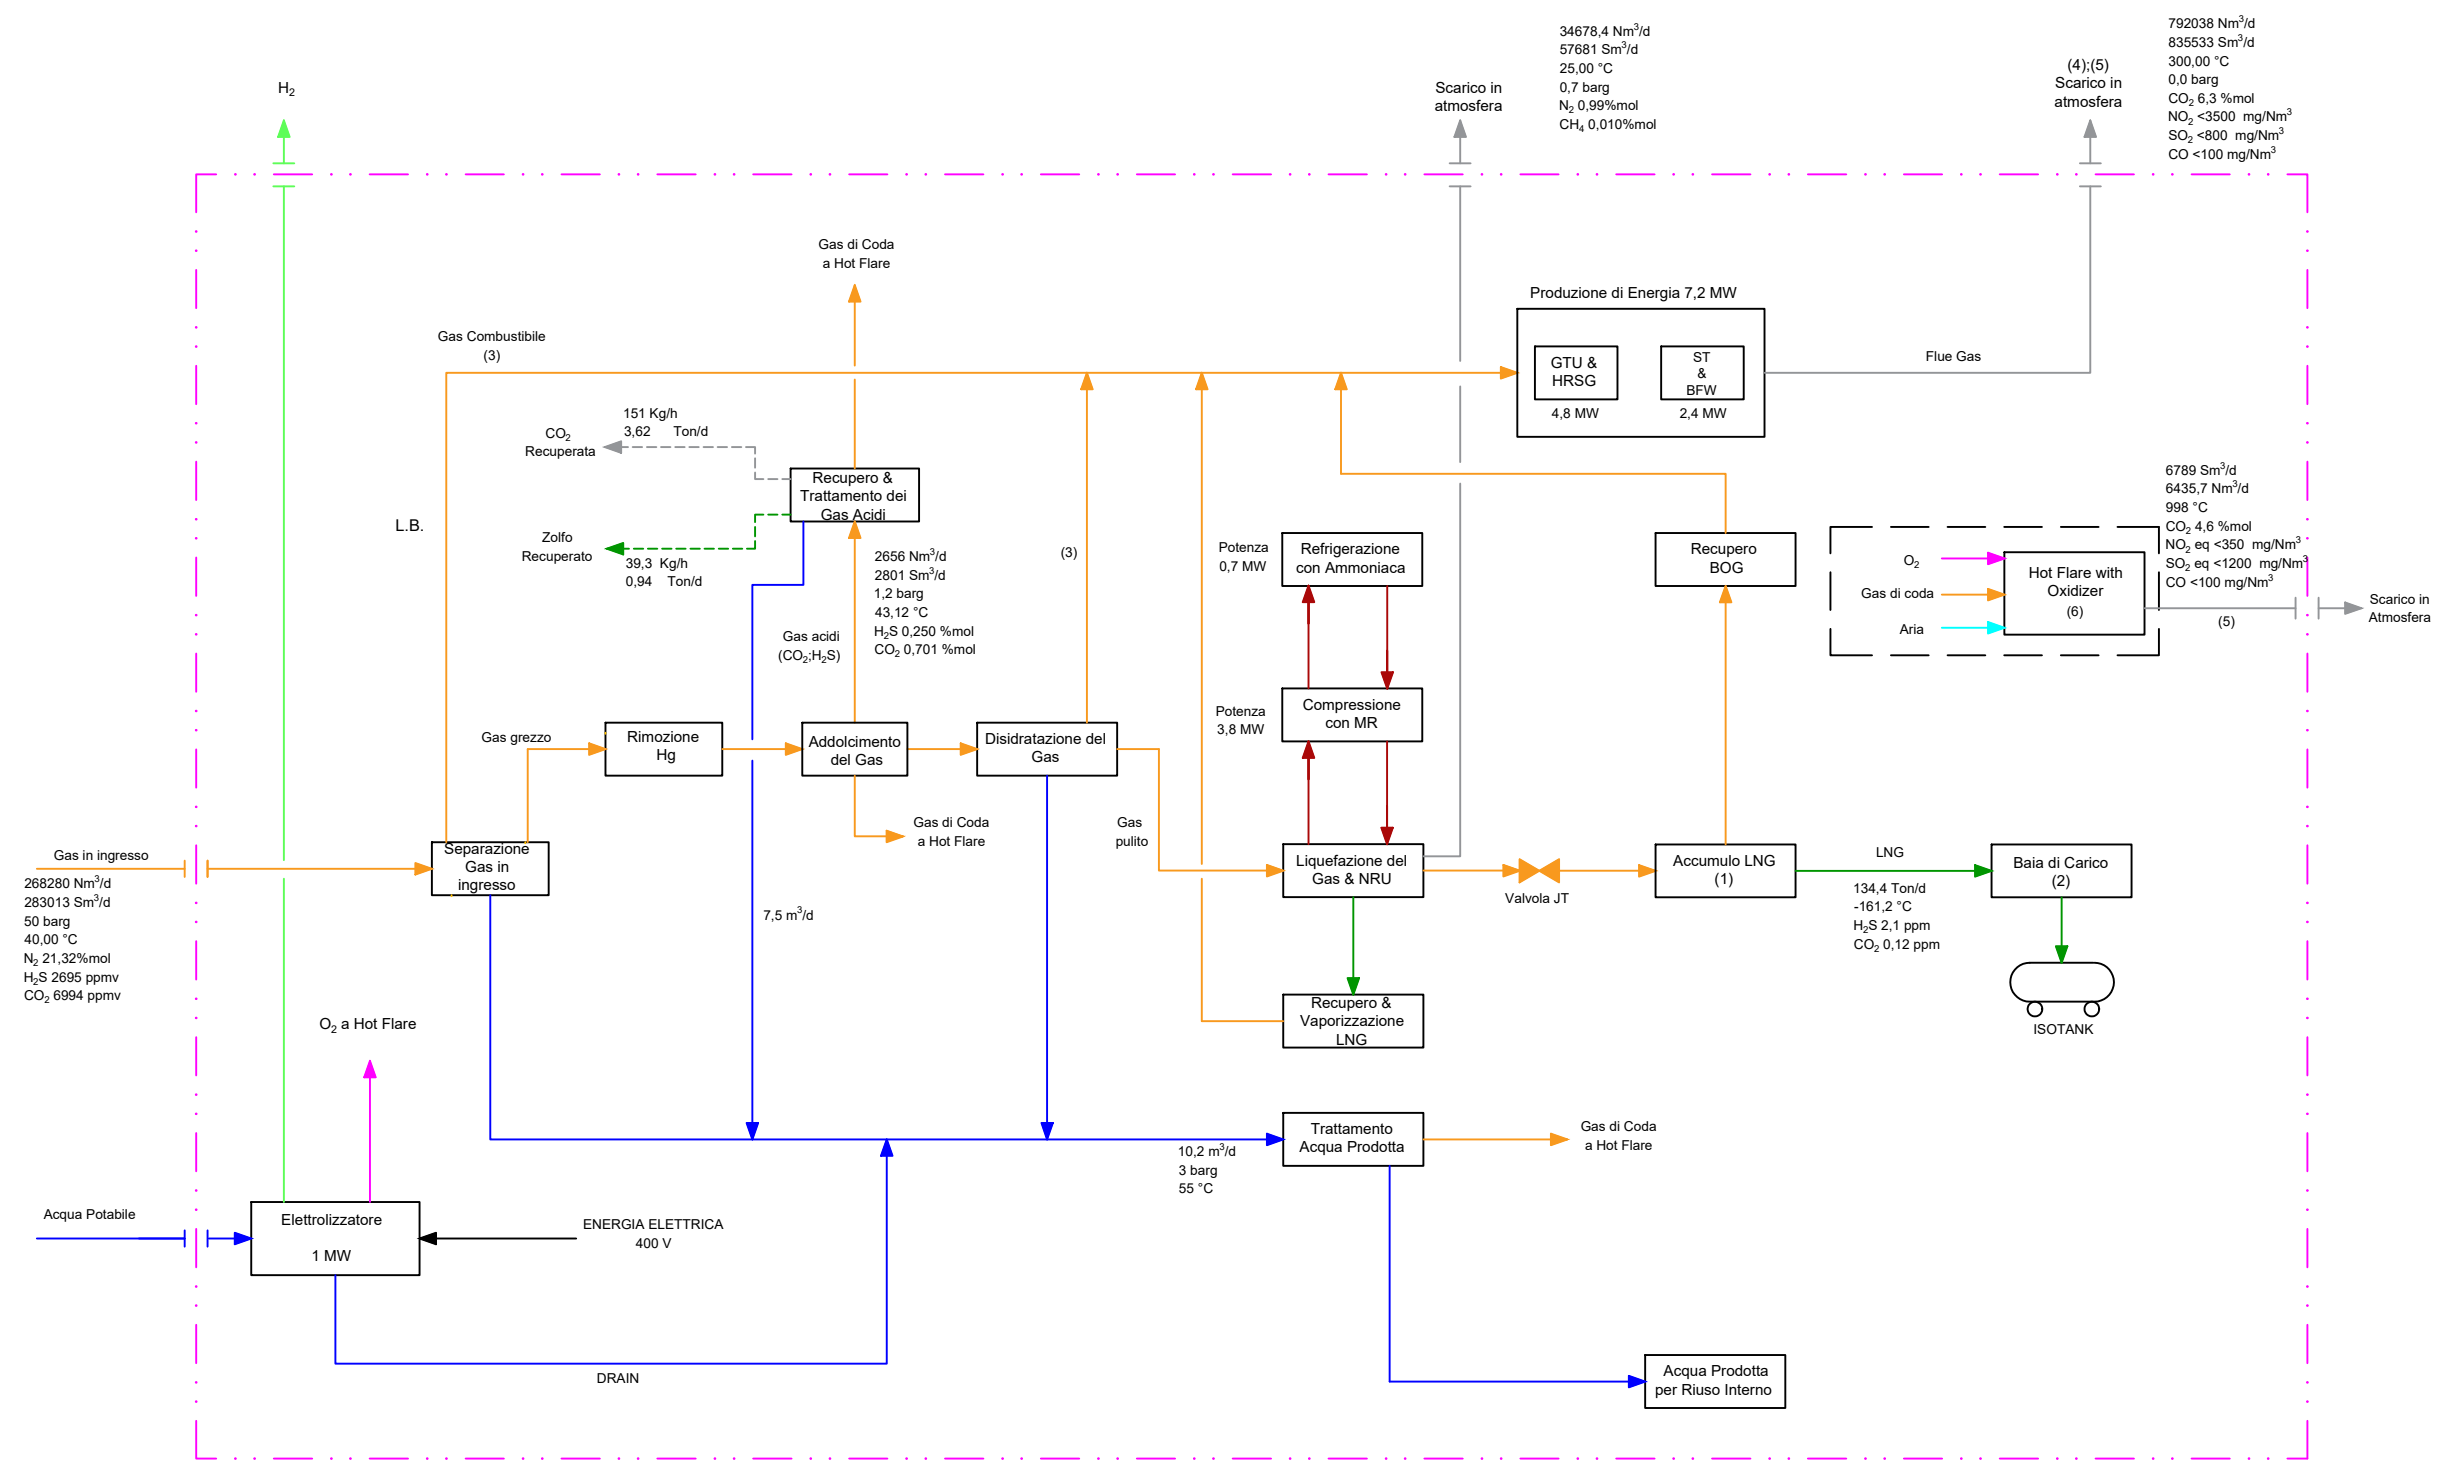 34678,4 Nm³/d
57681 Sm³/d
25,00 °C
0,7 barg
N₂ 0,99%mol
CH₄ 0,010%mol
792038 Nm³/d
835533 Sm³/d
300,00 °C
0,0 barg
CO₂ 6,3 %mol
NO₂ <3500 mg/Nm³
SO₂ <800 mg/Nm³
CO <100 mg/Nm³
H₂
Scarico in
atmosfera
(4);(5)
Scarico in
atmosfera
Gas di Coda
a Hot Flare
Produzione di Energia 7,2 MW
Gas Combustibile
(3)
GTU &
HRSG
4,8 MW
ST
&
BFW
2,4 MW
Flue Gas
151 Kg/h
3,62 Ton/d
CO₂
Recuperata
Recupero &
Trattamento dei
Gas Acidi
L.B.
Zolfo
Recuperato
39,3 Kg/h
0,94 Ton/d
2656 Nm³/d
2801 Sm³/d
1,2 barg
43,12 °C
H₂S 0,250 %mol
CO₂ 0,701 %mol
Gas acidi
(CO₂;H₂S)
(3)
Potenza
0,7 MW
Refrigerazione
con Ammoniaca
Recupero
BOG
6789 Sm³/d
6435,7 Nm³/d
998 °C
CO₂ 4,6 %mol
NO₂ eq <350 mg/Nm³
SO₂ eq <1200 mg/Nm³
CO <100 mg/Nm³
O₂
Gas di coda
Aria
Hot Flare with
Oxidizer
(6)
(5)
Scarico in
Atmosfera
Gas grezzo
Rimozione
Hg
Addolcimento
del Gas
Disidratazione del
Gas
Potenza
3,8 MW
Compressione
con MR
Gas di Coda
a Hot Flare
Gas
pulito
Gas in ingresso
268280 Nm³/d
283013 Sm³/d
50 barg
40,00 °C
N₂ 21,32%mol
H₂S 2695 ppmv
CO₂ 6994 ppmv
Separazione
Gas in
ingresso
7,5 m³/d
Liquefazione del
Gas & NRU
Valvola JT
Accumulo LNG
(1)
LNG
134,4 Ton/d
-161,2 °C
H₂S 2,1 ppm
CO₂ 0,12 ppm
Baia di Carico
(2)
ISOTANK
Recupero &
Vaporizzazione
LNG
O₂ a Hot Flare
10,2 m³/d
3 barg
55 °C
Trattamento
Acqua Prodotta
Gas di Coda
a Hot Flare
Acqua Potabile
Elettrolizzatore
1 MW
ENERGIA ELETTRICA
400 V
DRAIN
Acqua Prodotta
per Riuso Interno